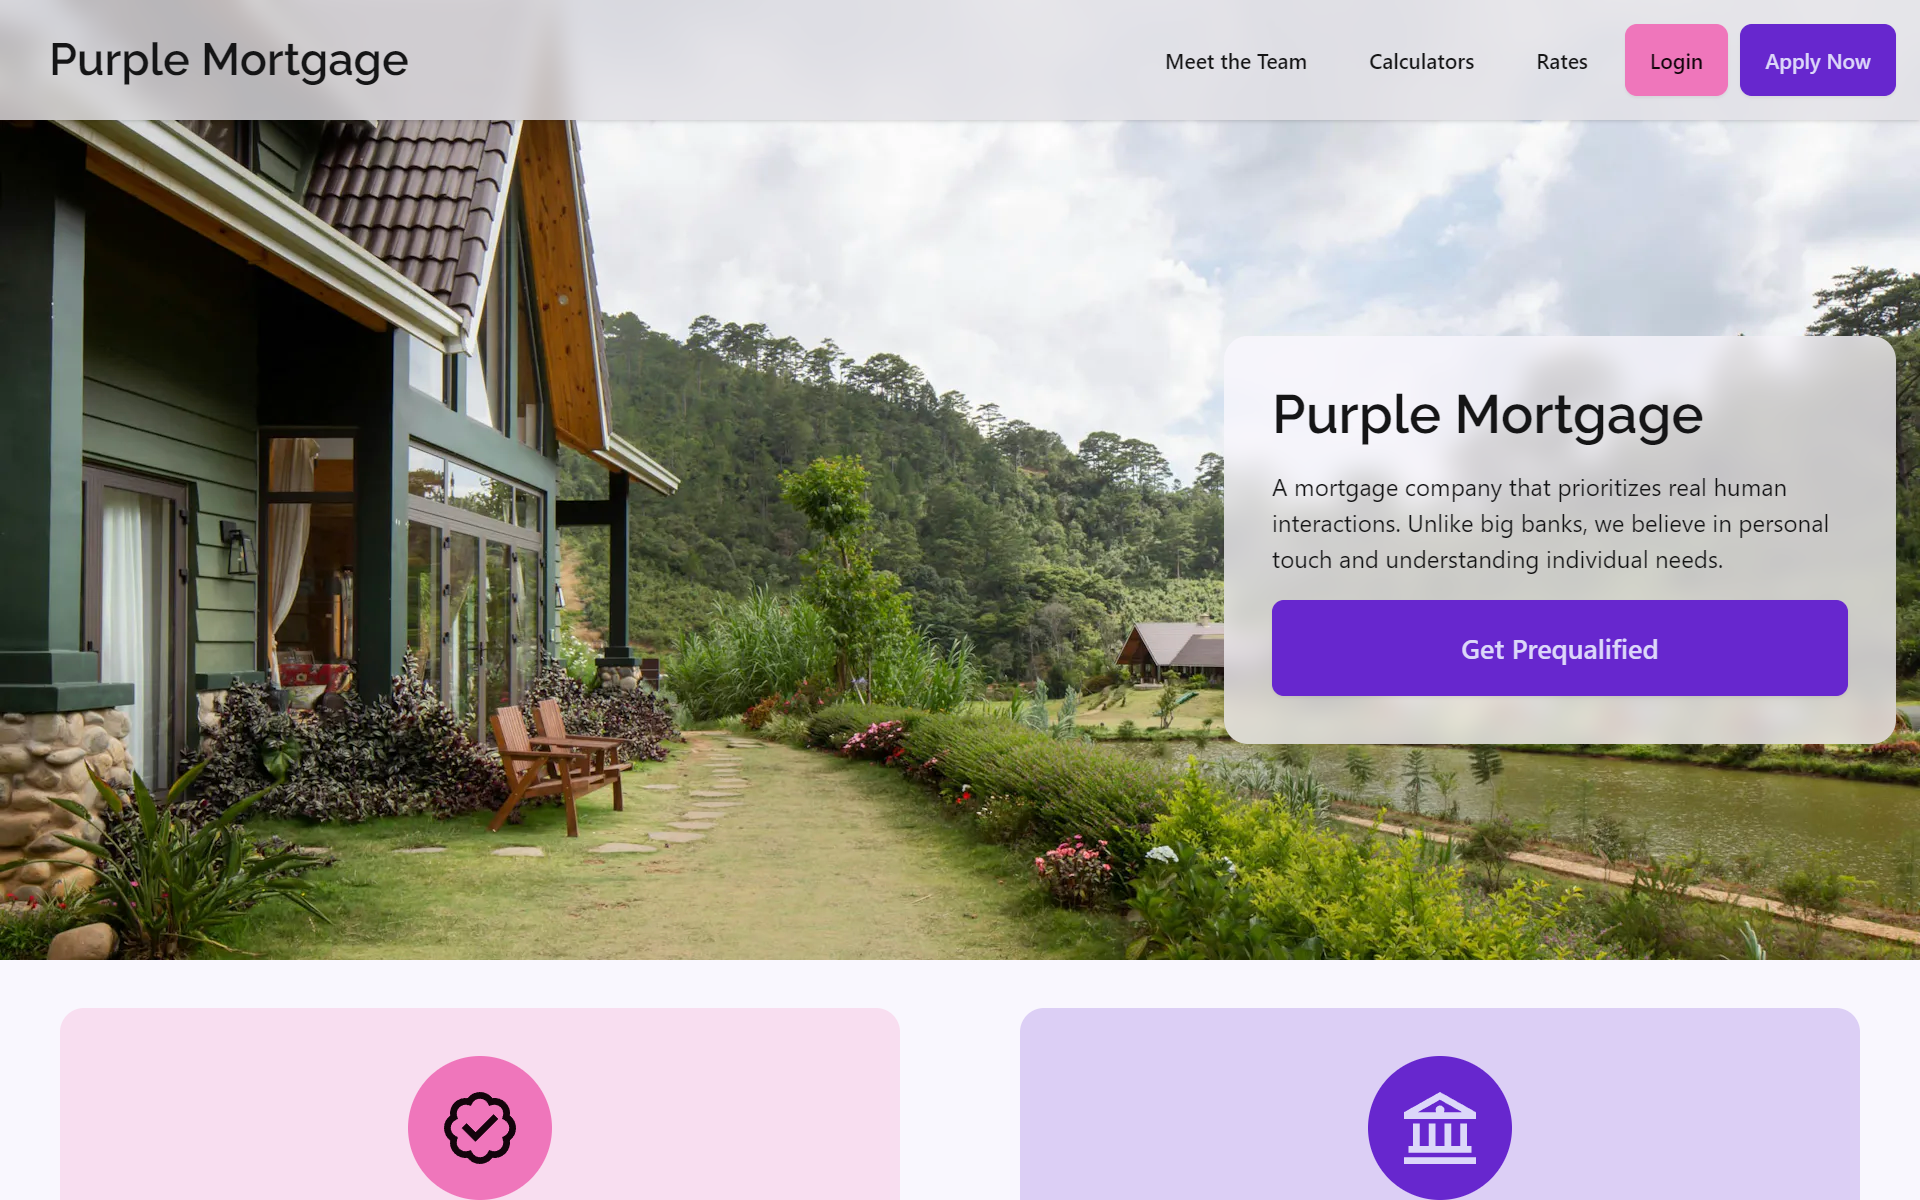 Purple Mortgage
Meet the Team
Calculators
Rates
Login
Apply Now
Purple Mortgage
A mortgage company that prioritizes real human
interactions. Unlike big banks, we believe in personal
touch and understanding individual needs.
Get Prequalified